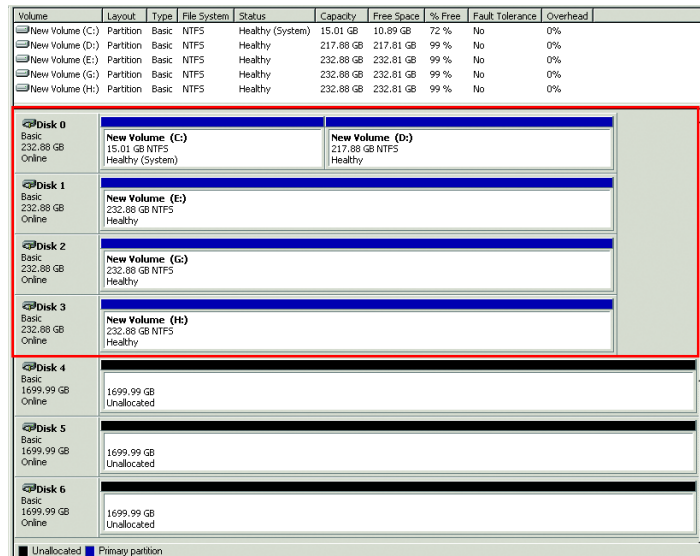 Volume Layout Type File System Status Capacity Free Space % Free Fault Tolerance Overhead
New Volume (C:) Partition Basic NTFS Healthy (System) 15.01 GB 10.89 GB 72 % No 0%
New Volume (D:) Partition Basic NTFS Healthy 217.88 GB 217.81 GB 99 % No 0%
New Volume (E:) Partition Basic NTFS Healthy 232.88 GB 232.81 GB 99 % No 0%
New Volume (G:) Partition Basic NTFS Healthy 232.88 GB 232.81 GB 99 % No 0%
New Volume (H:) Partition Basic NTFS Healthy 232.88 GB 232.81 GB 99 % No 0%
Disk 0
Basic
232.88 GB
Online
New Volume (C:)
15.01 GB NTFS
Healthy (System)
New Volume (D:)
217.88 GB NTFS
Healthy
Disk 1
Basic
232.88 GB
Online
New Volume (E:)
232.88 GB NTFS
Healthy
Disk 2
Basic
232.88 GB
Online
New Volume (G:)
232.88 GB NTFS
Healthy
Disk 3
Basic
232.88 GB
Online
New Volume (H:)
232.88 GB NTFS
Healthy
Disk 4
Basic
1699.99 GB
Online
1699.99 GB
Unallocated
Disk 5
Basic
1699.99 GB
Online
1699.99 GB
Unallocated
Disk 6
Basic
1699.99 GB
Online
1699.99 GB
Unallocated
Unallocated Primary partition